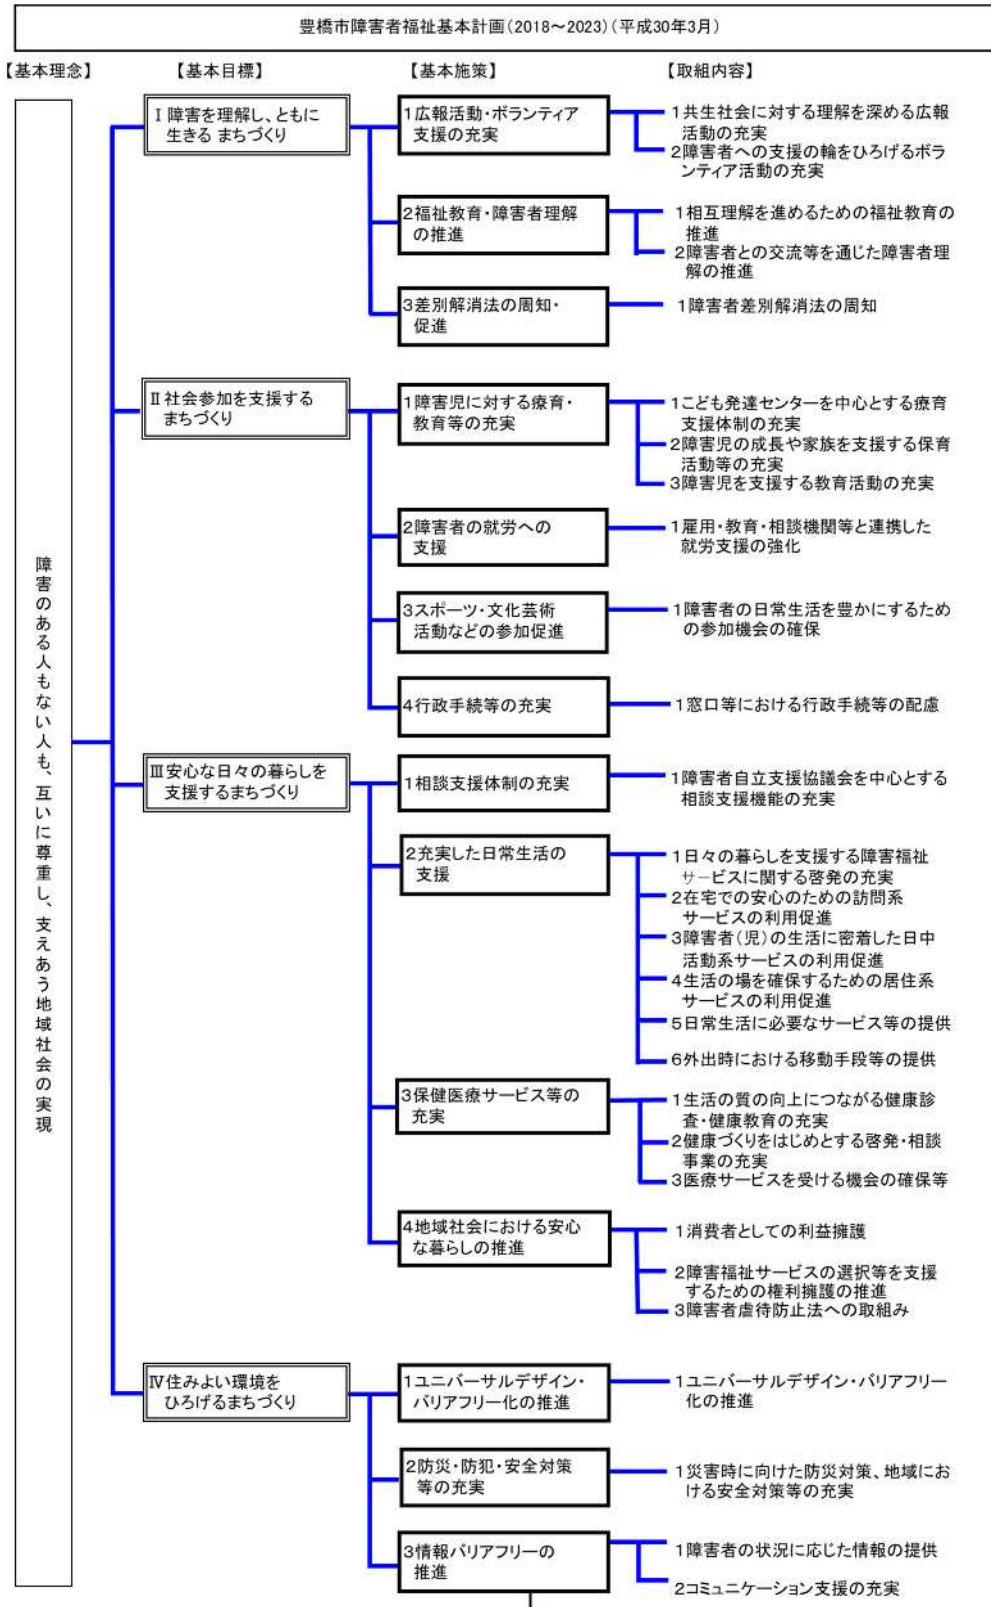 豊橋市障害者福祉基本計画(2018～2023)(平成30年3月)
【基本理念】
【基本目標】
【基本施策】
【取組内容】
障害のある人もない人も、互いに尊重し、支えあう地域社会の実現
Ⅰ障害を理解し、ともに
生きる まちづくり
1広報活動・ボランティア
支援の充実
1共生社会に対する理解を深める広報
活動の充実
2障害者への支援の輪をひろげるボラ
ンティア活動の充実
2福祉教育・障害者理解
の推進
1相互理解を進めるための福祉教育の
推進
2障害者との交流等を通じた障害者理
解の推進
3差別解消法の周知・
促進
1障害者差別解消法の周知
Ⅱ社会参加を支援する
まちづくり
1障害児に対する療育・
教育等の充実
1こども発達センターを中心とする療育
支援体制の充実
2障害児の成長や家族を支援する保育
活動等の充実
3障害児を支援する教育活動の充実
2障害者の就労への
支援
1雇用・教育・相談機関等と連携した
就労支援の強化
3スポーツ・文化芸術
活動などの参加促進
1障害者の日常生活を豊かにするため
の参加機会の確保
4行政手続等の充実
1窓口等における行政手続等の配慮
Ⅲ安心な日々の暮らしを
支援するまちづくり
1相談支援体制の充実
1障害者自立支援協議会を中心とする
相談支援機能の充実
2充実した日常生活の
支援
1日々の暮らしを支援する障害福祉
サービスに関する啓発の充実
2在宅での安心のための訪問系
サービスの利用促進
3障害者(児)の生活に密着した日中
活動系サービスの利用促進
4生活の場を確保するための居住系
サービスの利用促進
5日常生活に必要なサービス等の提供
6外出時における移動手段等の提供
3保健医療サービス等の
充実
1生活の質の向上につながる健康診
査・健康教育の充実
2健康づくりをはじめとする啓発・相談
事業の充実
3医療サービスを受ける機会の確保等
4地域社会における安心
な暮らしの推進
1消費者としての利益擁護
2障害福祉サービスの選択等を支援
するための権利擁護の推進
3障害者虐待防止法への取組み
Ⅳ住みよい環境を
ひろげるまちづくり
1ユニバーサルデザイン・
バリアフリー化の推進
1ユニバーサルデザイン・バリアフリー
化の推進
2防災・防犯・安全対策
等の充実
1災害時に向けた防災対策、地域にお
ける安全対策等の充実
3情報バリアフリーの
推進
1障害者の状況に応じた情報の提供
2コミュニケーション支援の充実